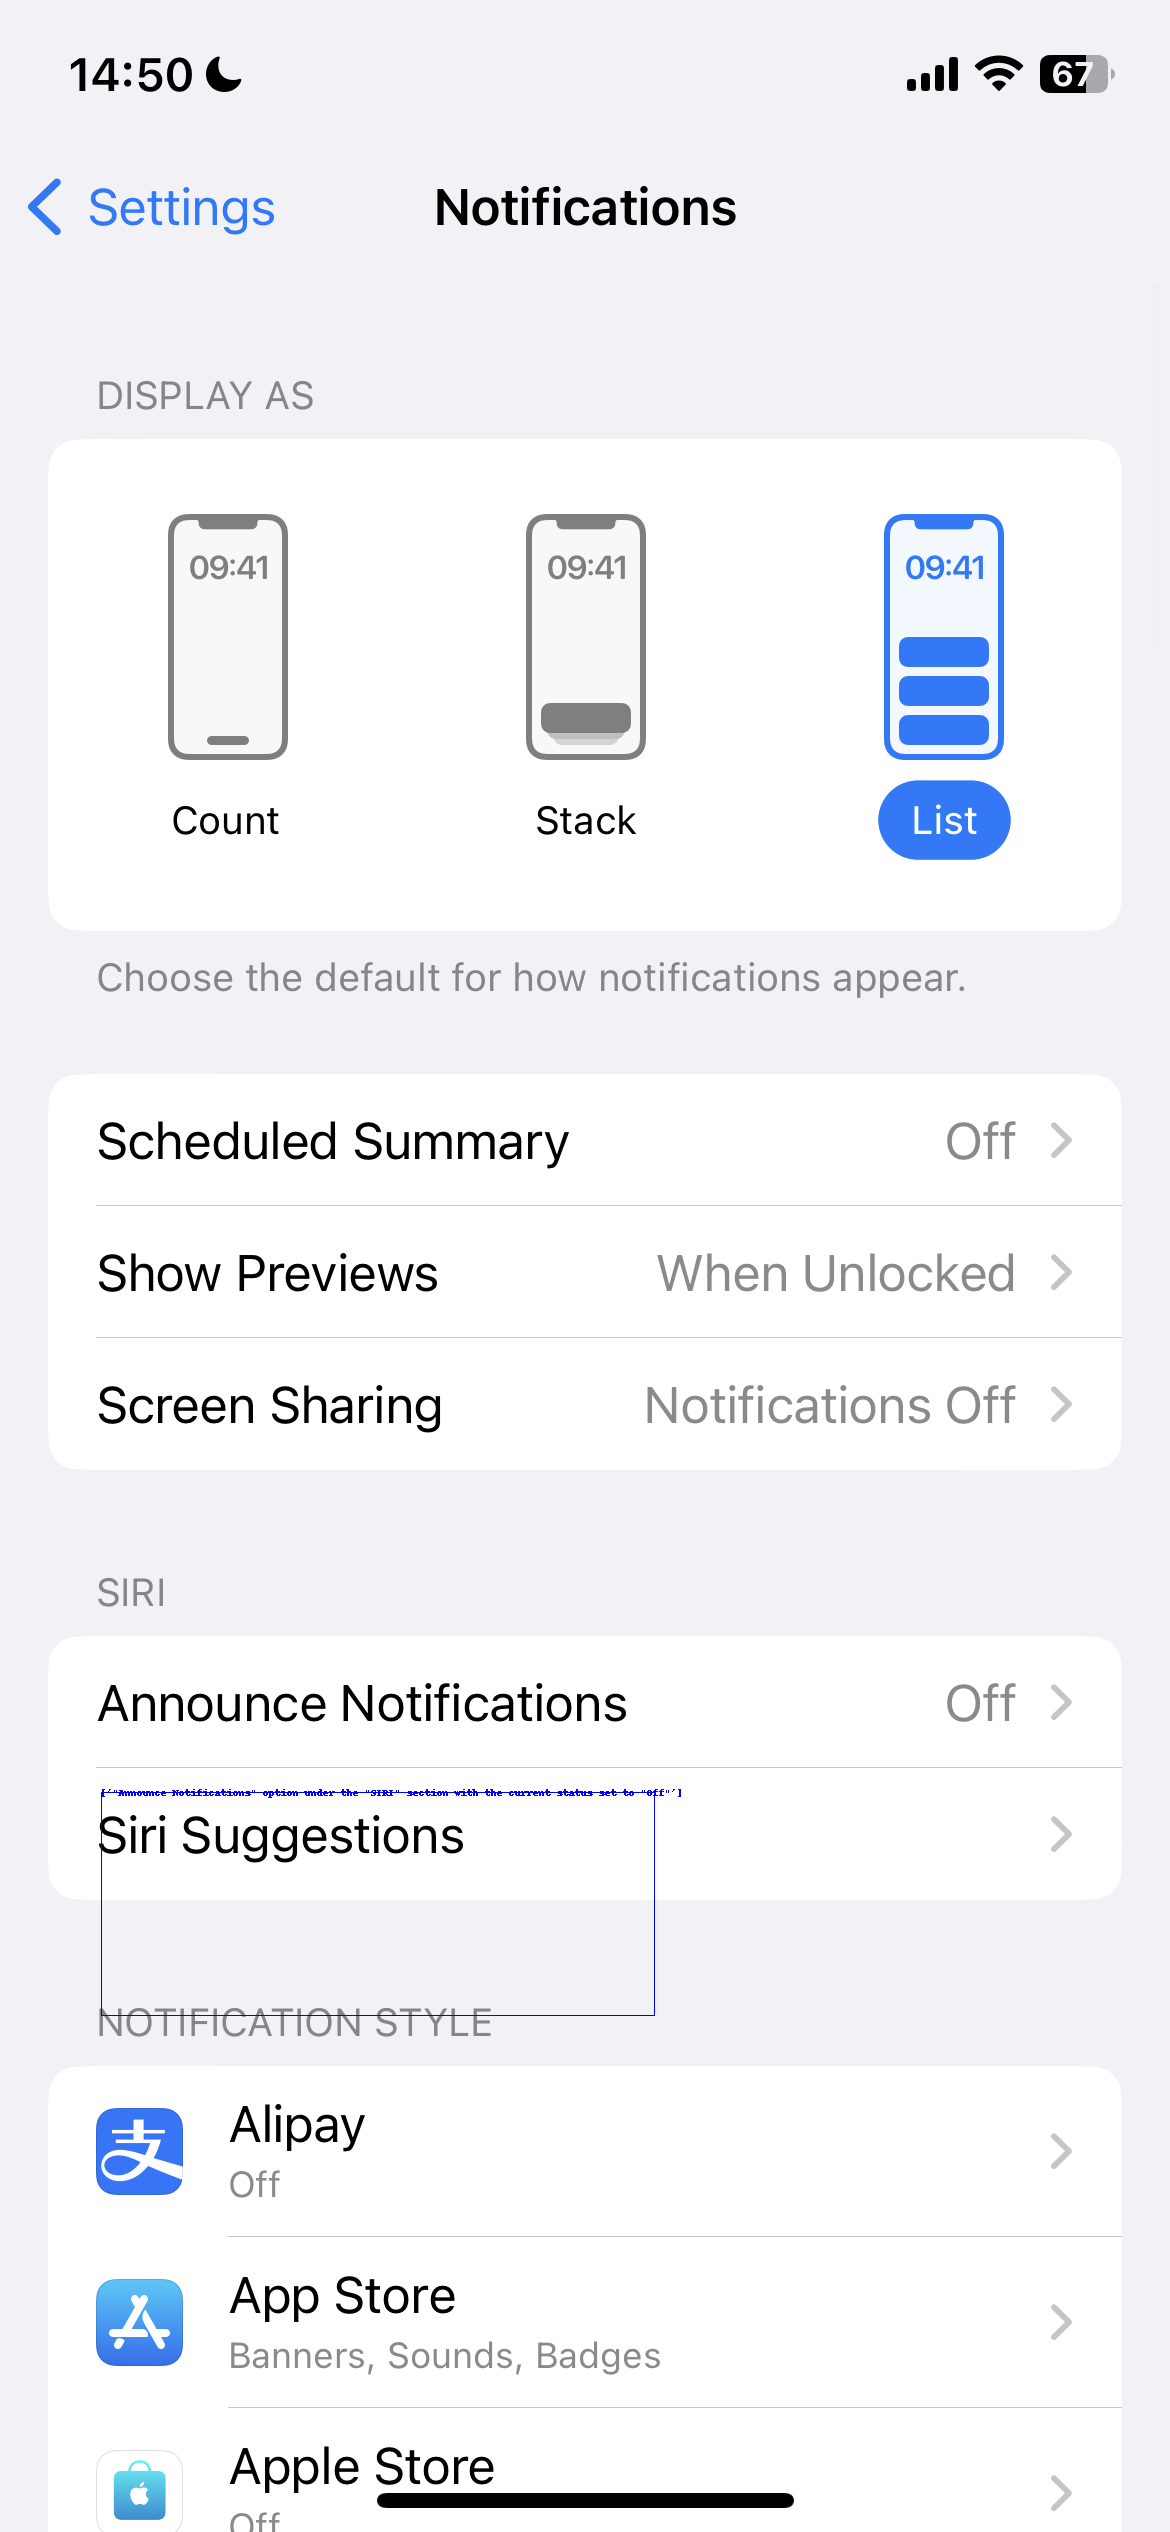 14:50
67
Settings
Notifications
DISPLAY AS
09:41
09:41
09:41
Count
Stack
List
Choose the default for how notifications appear.
Scheduled Summary
Off
Show Previews
When Unlocked
Screen Sharing
Notifications Off
SIRI
Announce Notifications
Off
['"Announce Notifications" option under the "SIRI" section with the current status set to "Off"']
Siri Suggestions
NOTIFICATION STYLE
支
Alipay
Off
App Store
Banners, Sounds, Badges
Apple Store
Off